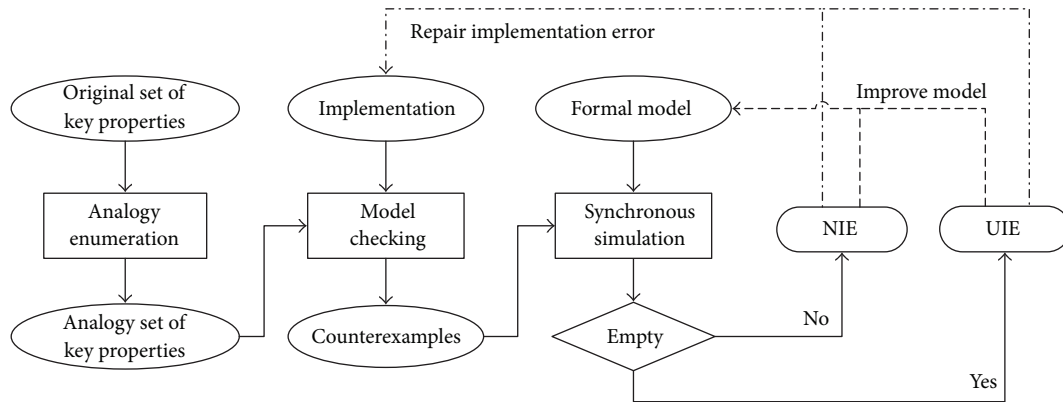 Repair implementation error
Original set of
key properties
Implementation
Formal model
Improve model
Analogy
enumeration
Model
checking
Synchronous
simulation
NIE
UIE
Analogy set of
key properties
Counterexamples
Empty
No
Yes